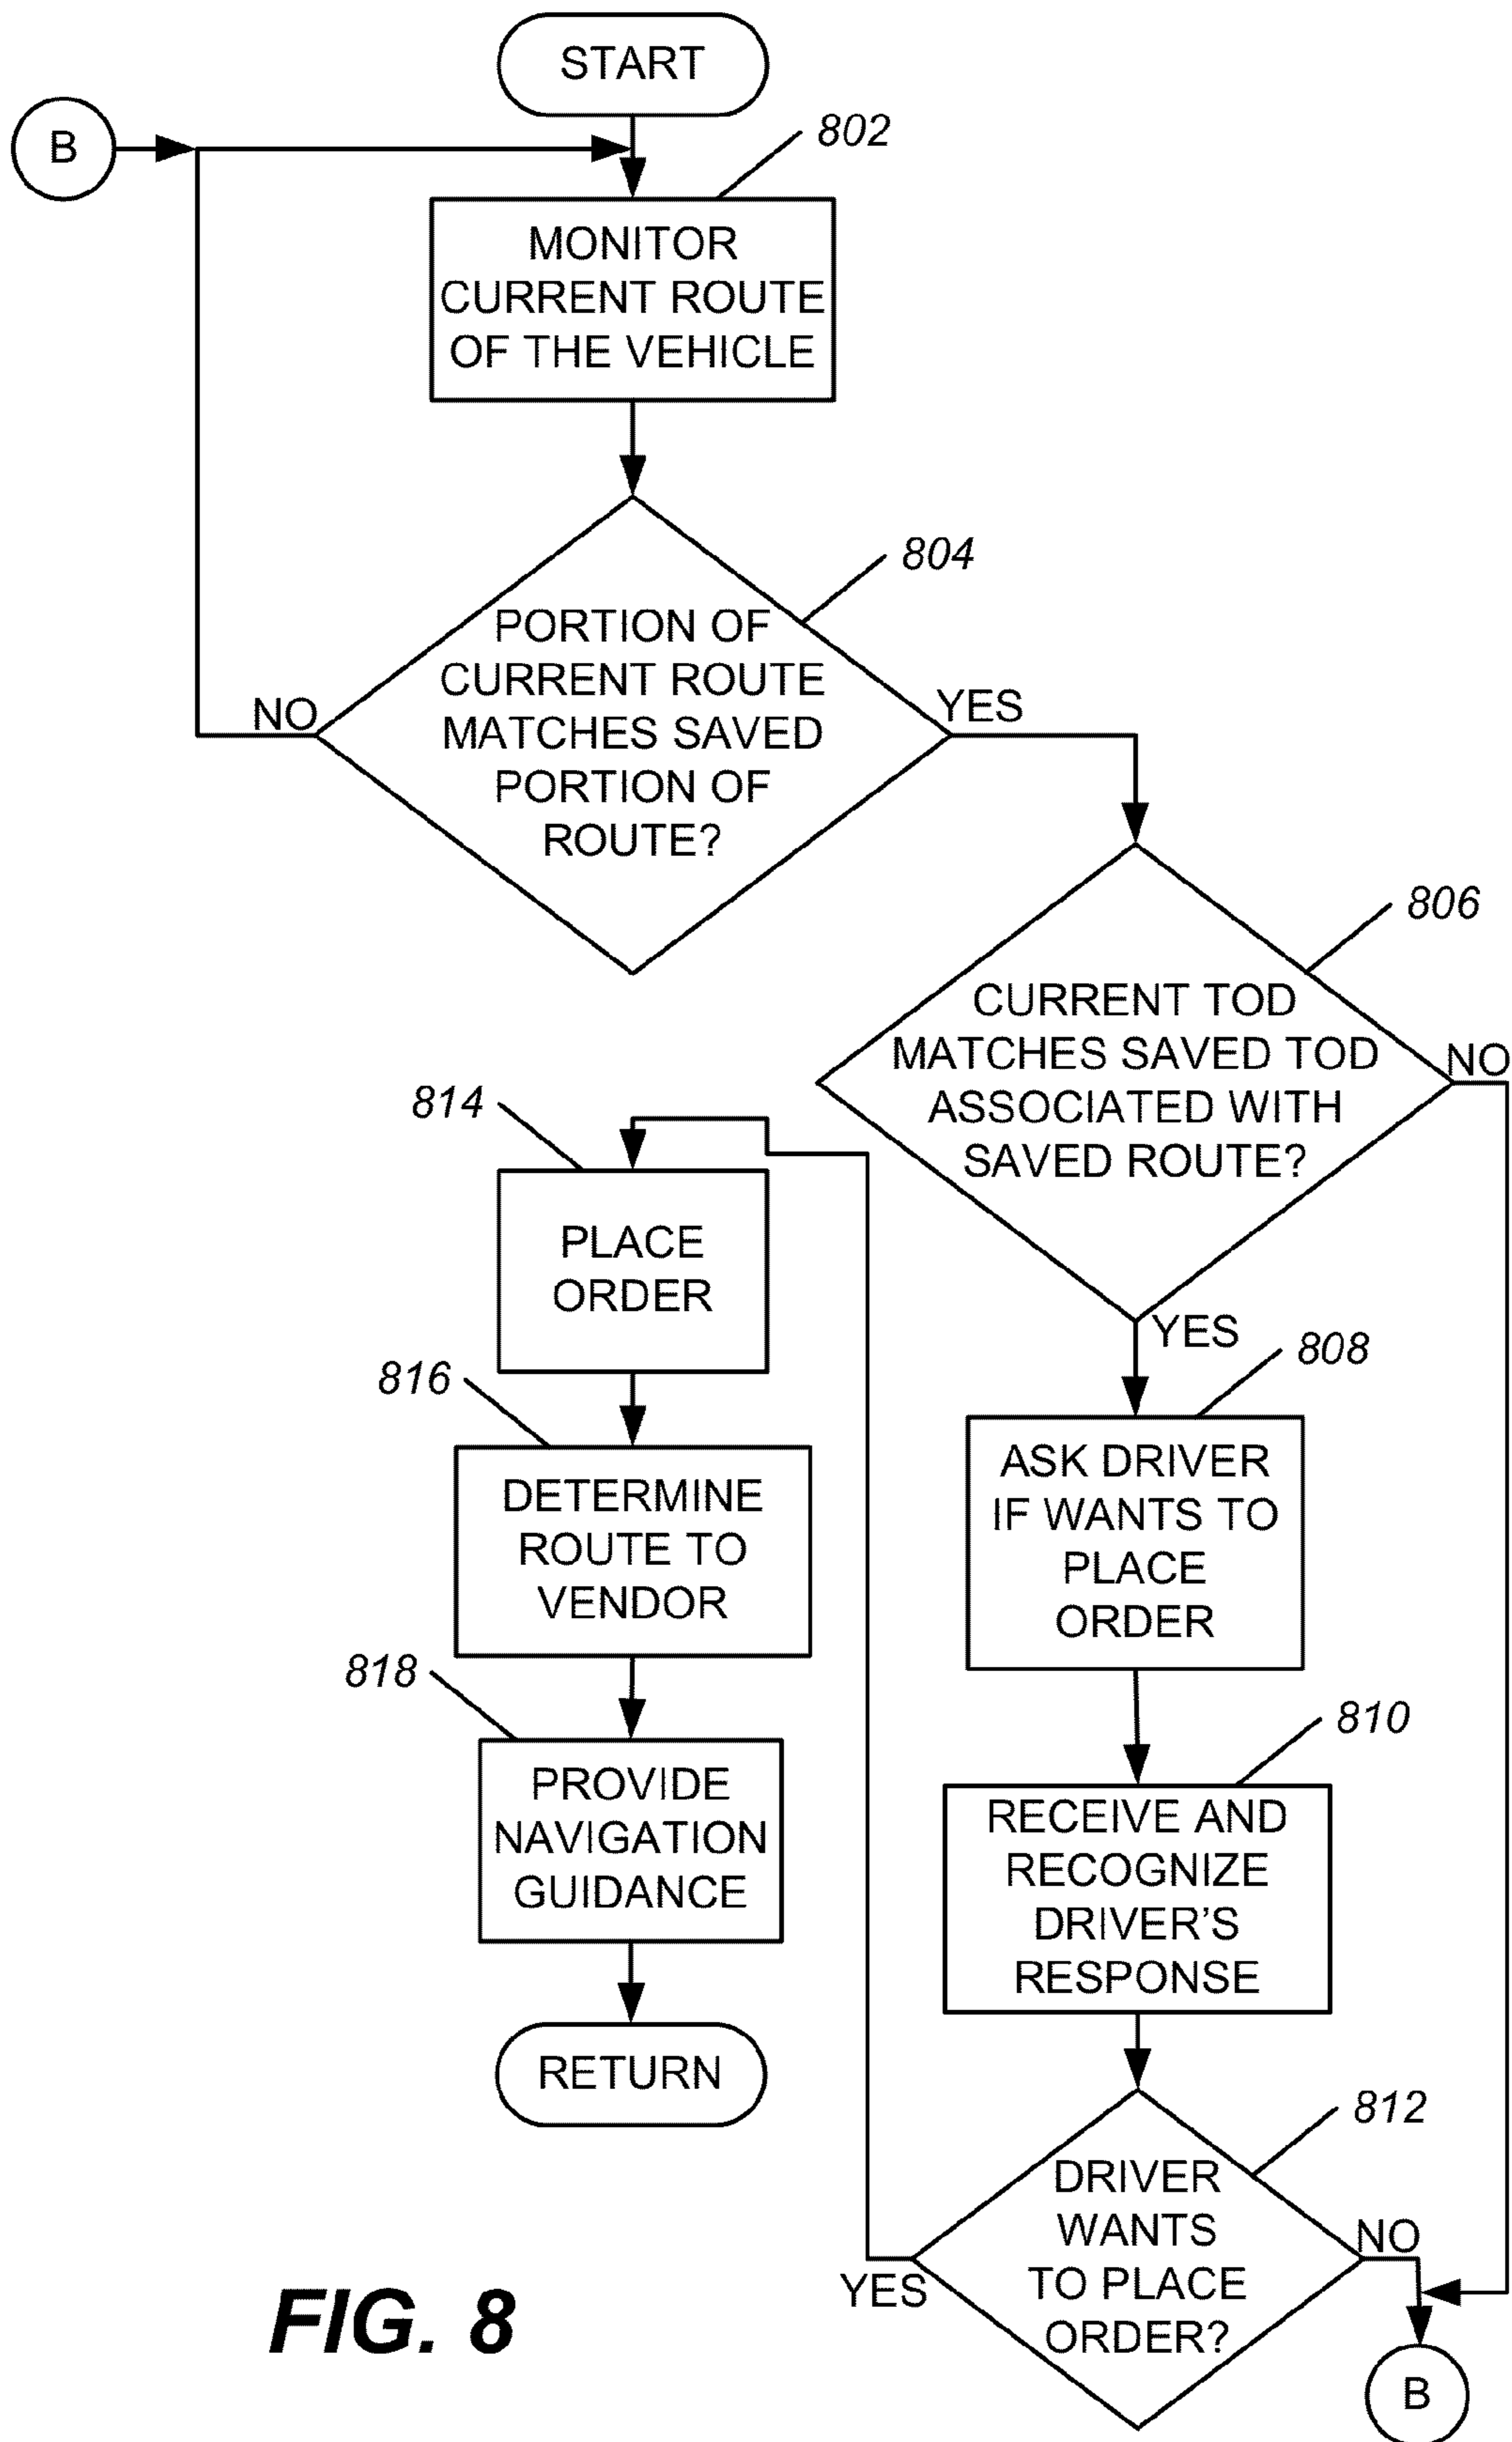 START
B
802
MONITOR
CURRENT ROUTE
OF THE VEHICLE
804
PORTION OF
CURRENT ROUTE
MATCHES SAVED
PORTION OF
ROUTE?
NO
YES
806
CURRENT TOD
MATCHES SAVED TOD
ASSOCIATED WITH
SAVED ROUTE?
NO
YES
808
ASK DRIVER
IF WANTS TO
PLACE
ORDER
810
RECEIVE AND
RECOGNIZE
DRIVER'S
RESPONSE
812
DRIVER
WANTS
TO PLACE
ORDER?
YES
NO
B
814
PLACE
ORDER
816
DETERMINE
ROUTE TO
VENDOR
818
PROVIDE
NAVIGATION
GUIDANCE
RETURN
FIG. 8